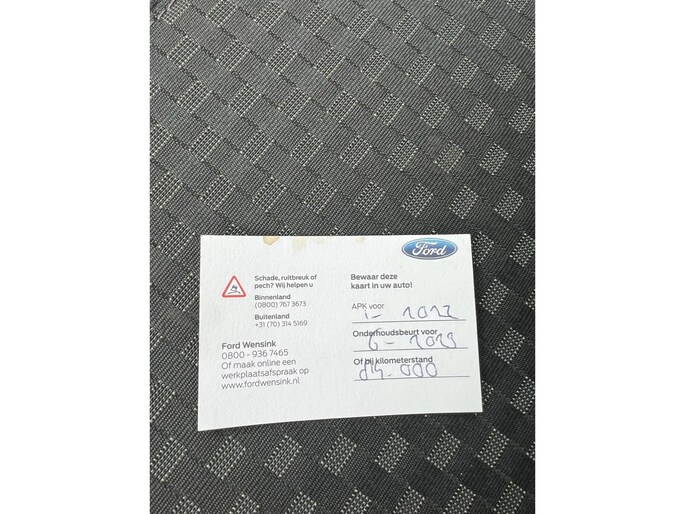 Ford
Schade, ruitbreuk of
pech? Wij helpen u
Binnenland
(0800) 767 3673
Buitenland
+31 (70) 314 5169
Ford Wensink
0800 - 936 7465
Of maak online een
werkplaatsafspraak op
www.fordwensink.nl
Bewaar deze
kaart in uw auto!
APK voor
Onderhoudsbeurt voor
6-2023
Of bij kilometerstand